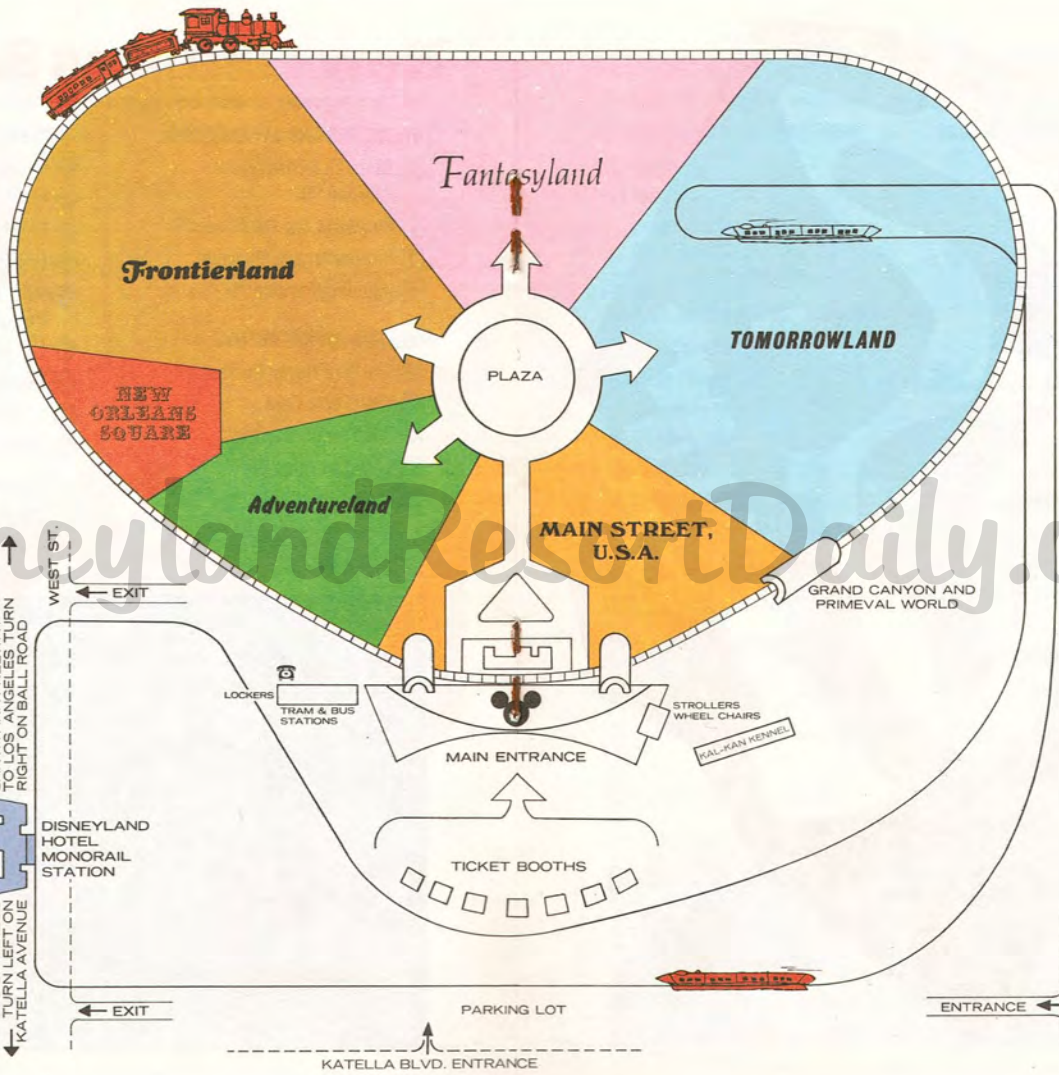 Fantasyland
Frontierland
TOMORROWLAND
PLAZA
NEW
ORLEANS
SQUARE
Adventureland
MAIN STREET,
U.S.A.
neylandResortDaily.c
WEST ST.
← EXIT
GRAND CANYON AND
PRIMEVAL WORLD
TO LOS ANGELES TURN
RIGHT ON BALL ROAD
LOCKERS
TRAM & BUS
STATIONS
STROLLERS
WHEEL CHAIRS
KAL-KAN KENNEL
MAIN ENTRANCE
DISNEYLAND
HOTEL
MONORAIL
STATION
TICKET BOOTHS
TURN LEFT ON
KATELLA AVENUE
← EXIT
PARKING LOT
ENTRANCE ←
KATELLA BLVD. ENTRANCE